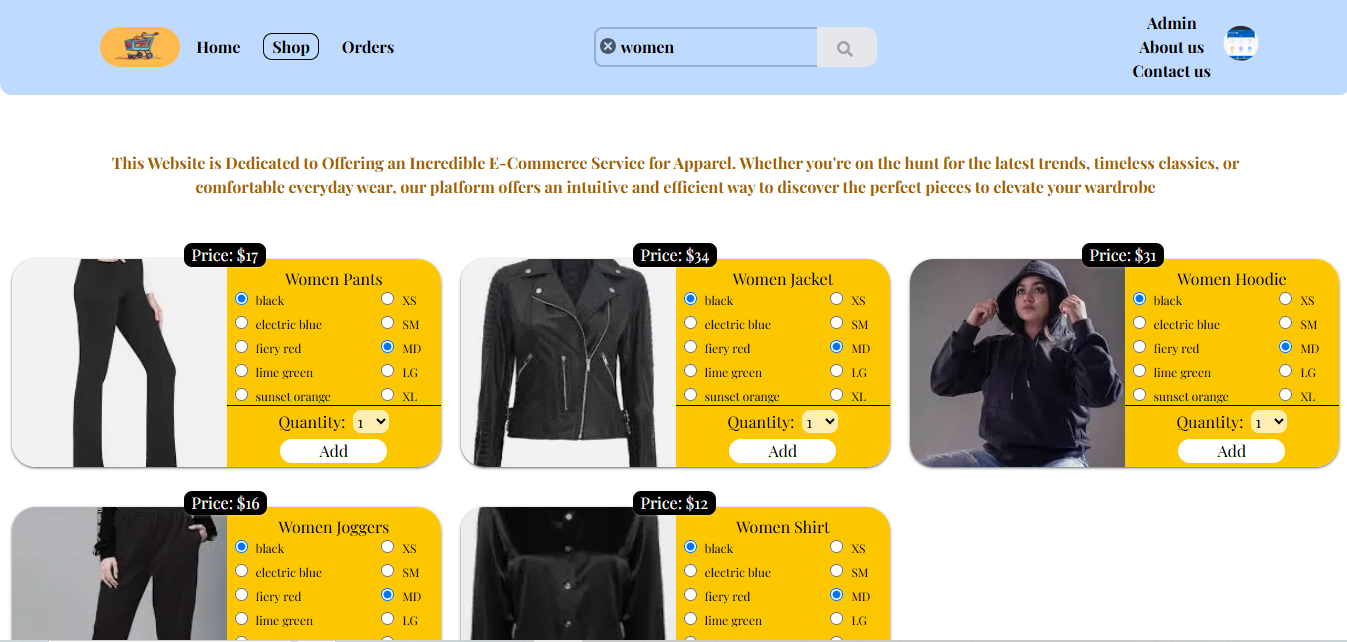 Home
Shop
Orders
women
Admin
About us
Contact us
This Website is Dedicated to Offering an Incredible E-Commerce Service for Apparel. Whether you're on the hunt for the latest trends, timeless classics, or
comfortable everyday wear, our platform offers an intuitive and efficient way to discover the perfect pieces to elevate your wardrobe
Price: $17
Women Pants
black XS
electric blue SM
fiery red MD
lime green LG
sunset orange XL
Quantity: 1
Add
Price: $34
Women Jacket
black XS
electric blue SM
fiery red MD
lime green LG
sunset orange XL
Quantity: 1
Add
Price: $31
Women Hoodie
black XS
electric blue SM
fiery red MD
lime green LG
sunset orange XL
Quantity: 1
Add
Price: $16
Women Joggers
black XS
electric blue SM
fiery red MD
lime green LG
Price: $12
Women Shirt
black XS
electric blue SM
fiery red MD
lime green LG